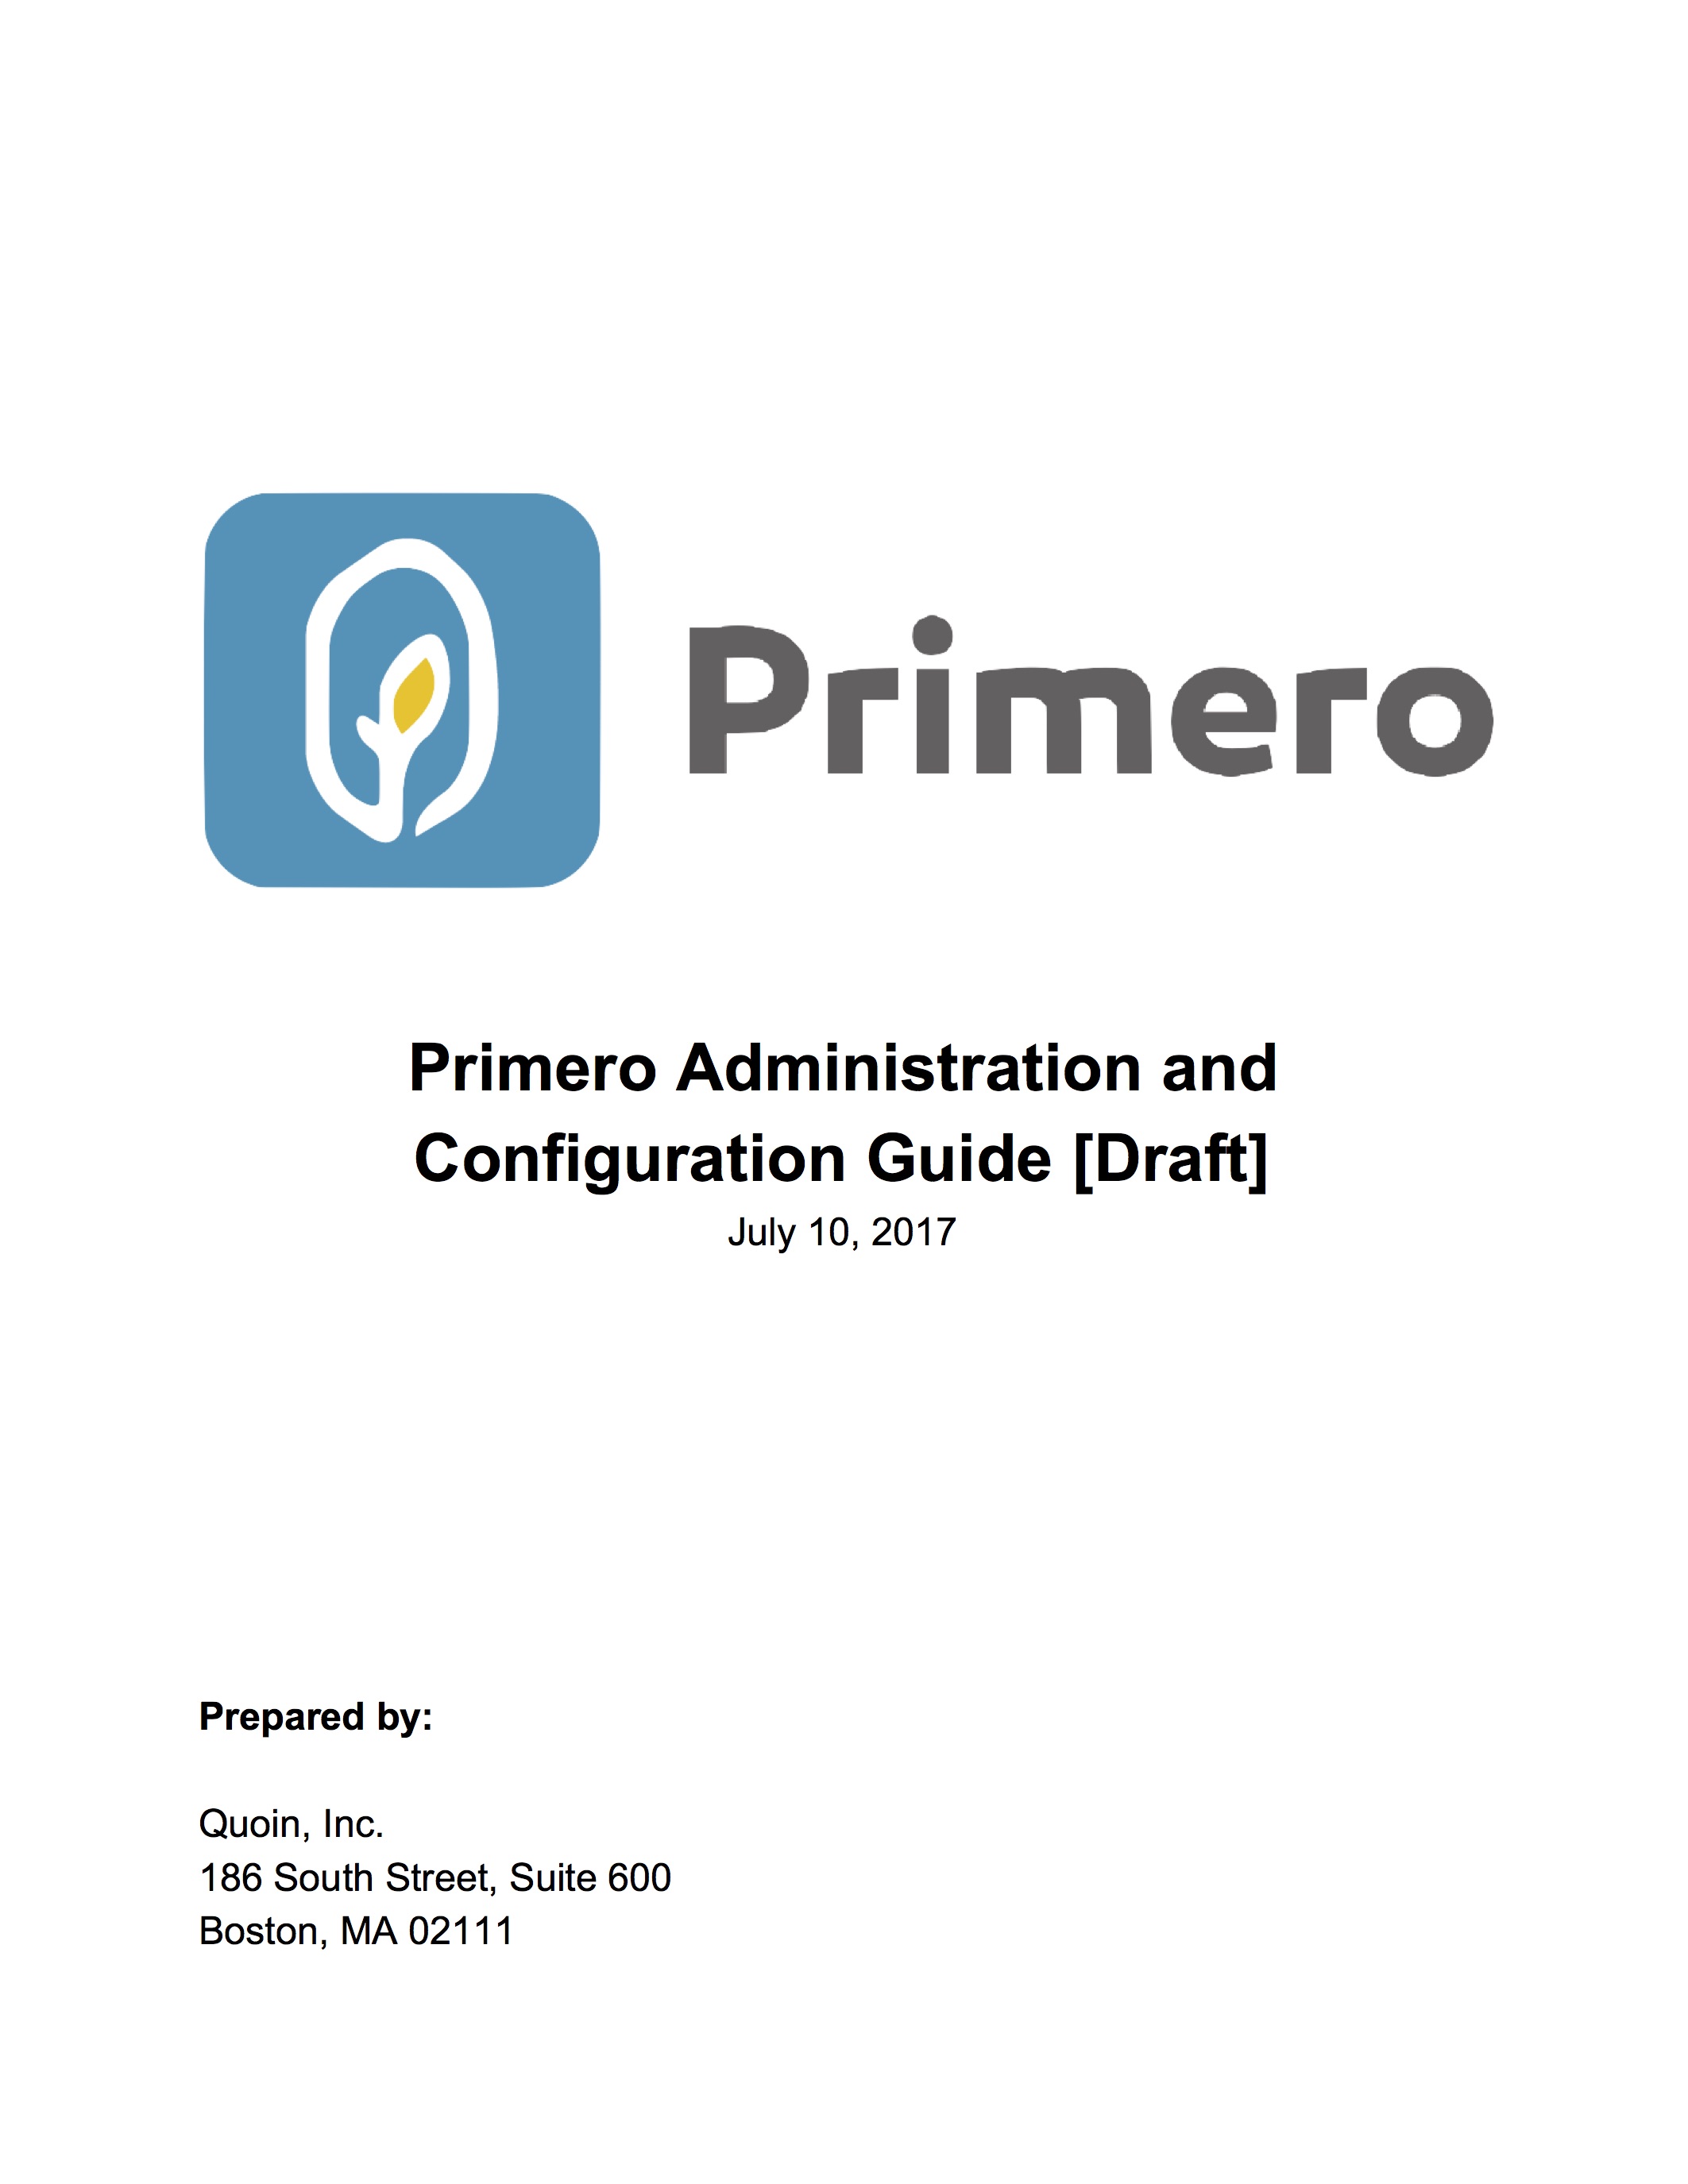 Primero
Primero Administration and
Configuration Guide [Draft]
July 10, 2017
Prepared by:
Quoin, Inc.
186 South Street, Suite 600
Boston, MA 02111